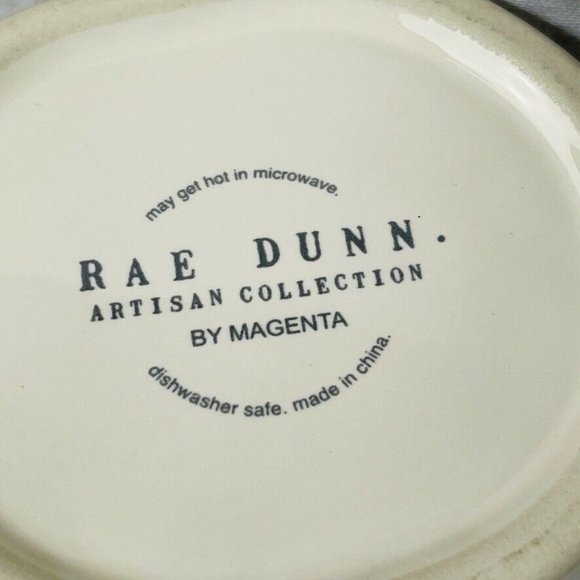 may get hot in microwave.
RAE DUNN.
ARTISAN COLLECTION
BY MAGENTA
dishwasher safe. made in china.